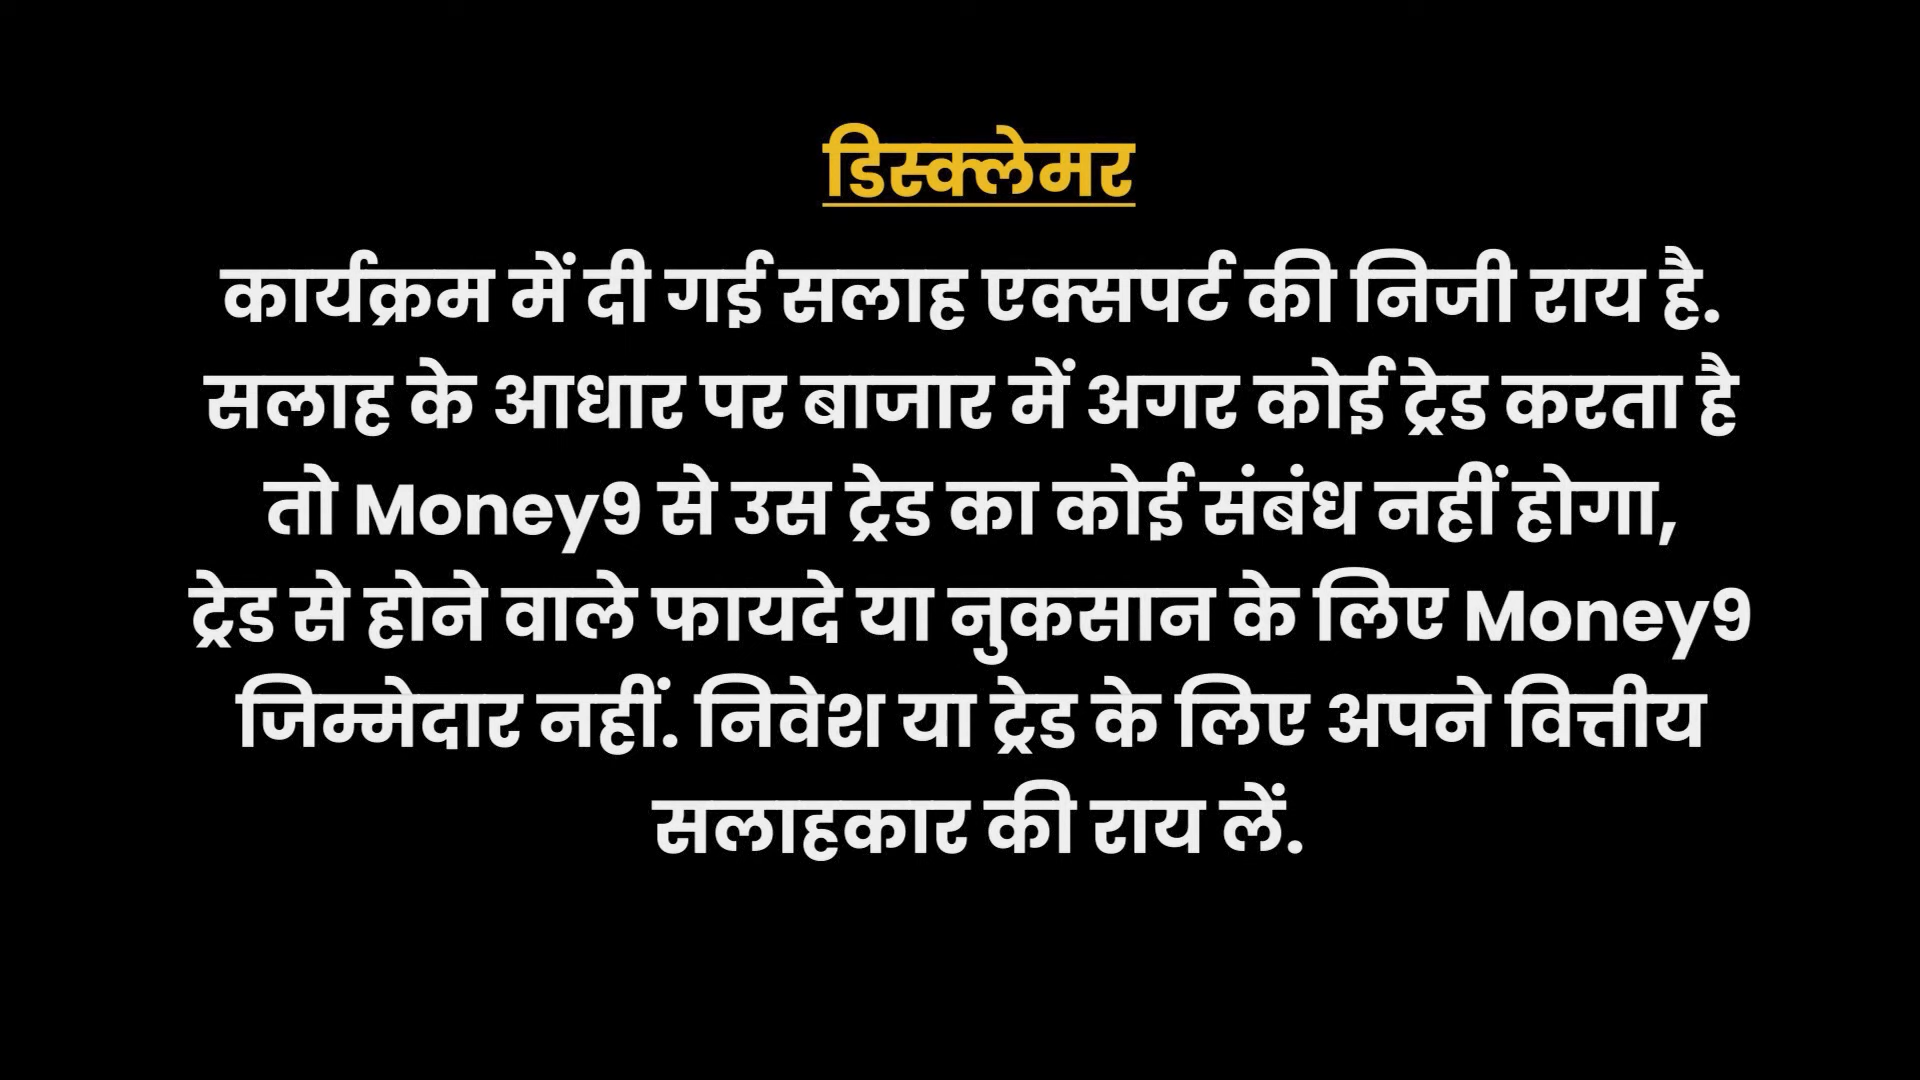 डिस्क्लेमर
कार्यक्रम में दी गई सलाह एक्सपर्ट की निजी राय है.
सलाह के आधार पर बाजार में अगर कोई ट्रेड करता है
तो Money9 से उस ट्रेड का कोई संबंध नहीं होगा,
ट्रेड से होने वाले फायदे या नुकसान के लिए Money9
जिम्मेदार नहीं. निवेश या ट्रेड के लिए अपने वित्तीय
सलाहकार की राय लें.